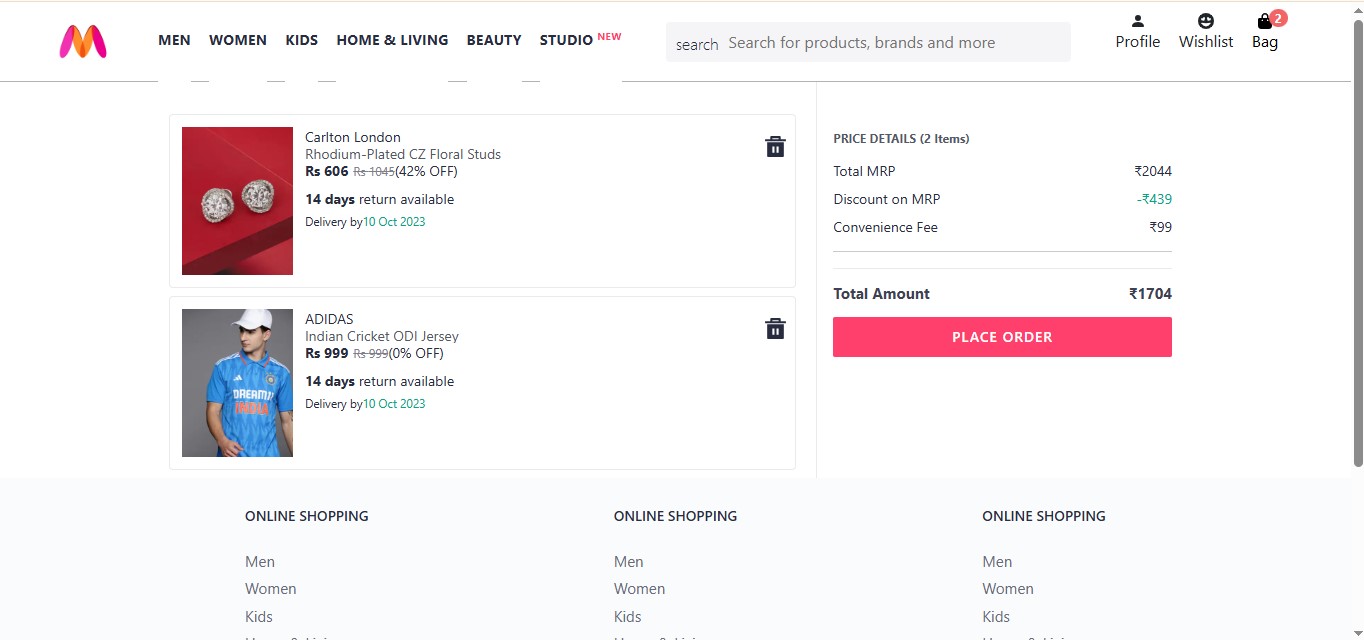 MEN WOMEN KIDS HOME & LIVING BEAUTY STUDIO NEW
search Search for products, brands and more
Profile Wishlist Bag 2
Carlton London
Rhodium-Plated CZ Floral Studs
Rs 606 Rs 1045(42% OFF)
14 days return available
Delivery by10 Oct 2023
ADIDAS
Indian Cricket ODI Jersey
Rs 999 Rs 999(0% OFF)
14 days return available
Delivery by10 Oct 2023
DREAM11
INDIA
PRICE DETAILS (2 Items)
Total MRP ₹2044
Discount on MRP -₹439
Convenience Fee ₹99
Total Amount ₹1704
PLACE ORDER
ONLINE SHOPPING ONLINE SHOPPING ONLINE SHOPPING
Men Men Men
Women Women Women
Kids Kids Kids